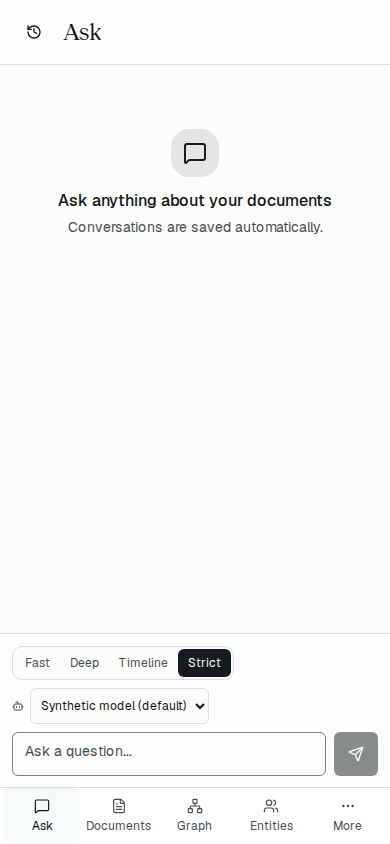 Ask
Ask anything about your documents
Conversations are saved automatically.
Fast Deep Timeline Strict
Synthetic model (default)
Ask a question...
Ask Documents Graph Entities More